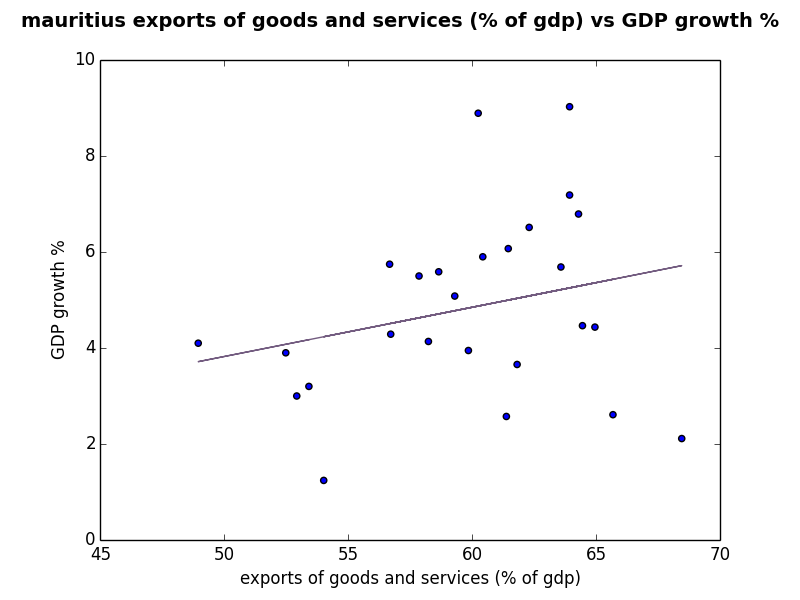 mauritius exports of goods and services (% of gdp) vs GDP growth %
10
8
6
4
2
0
GDP growth %
45 50 55 60 65 70
exports of goods and services (% of gdp)